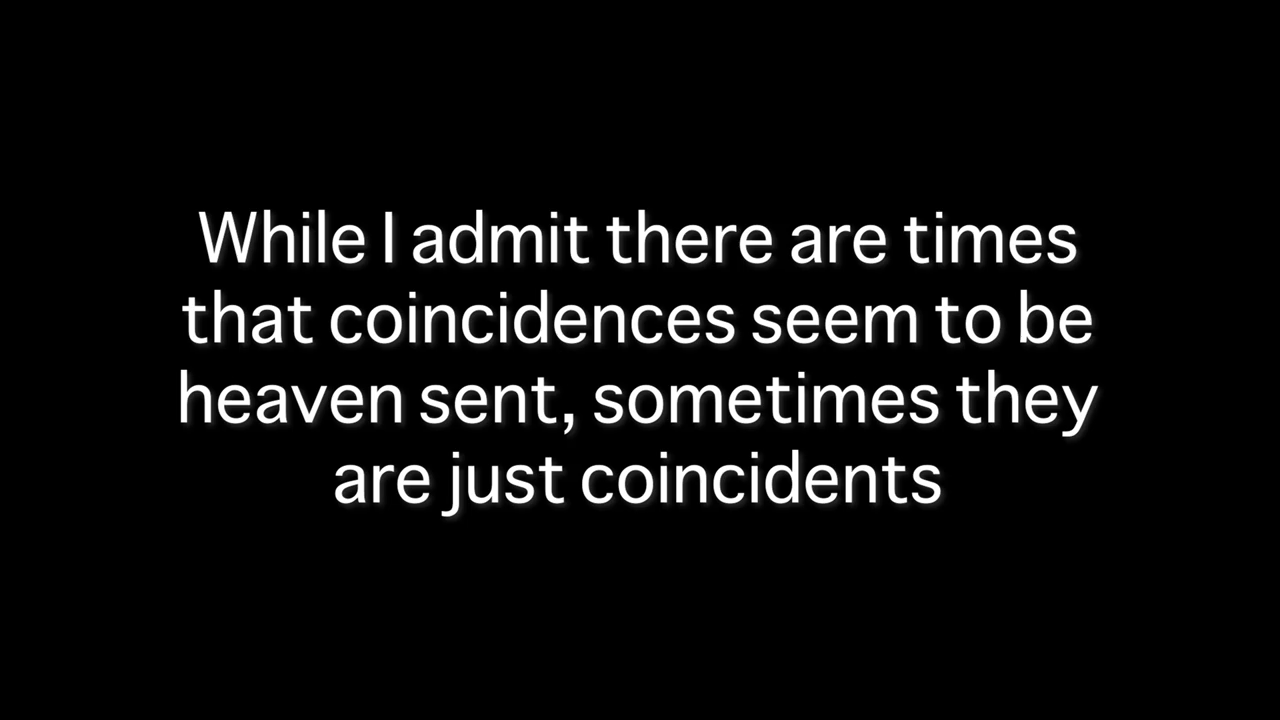 While I admit there are times
that coincidences seem to be
heaven sent, sometimes they
are just coincidents